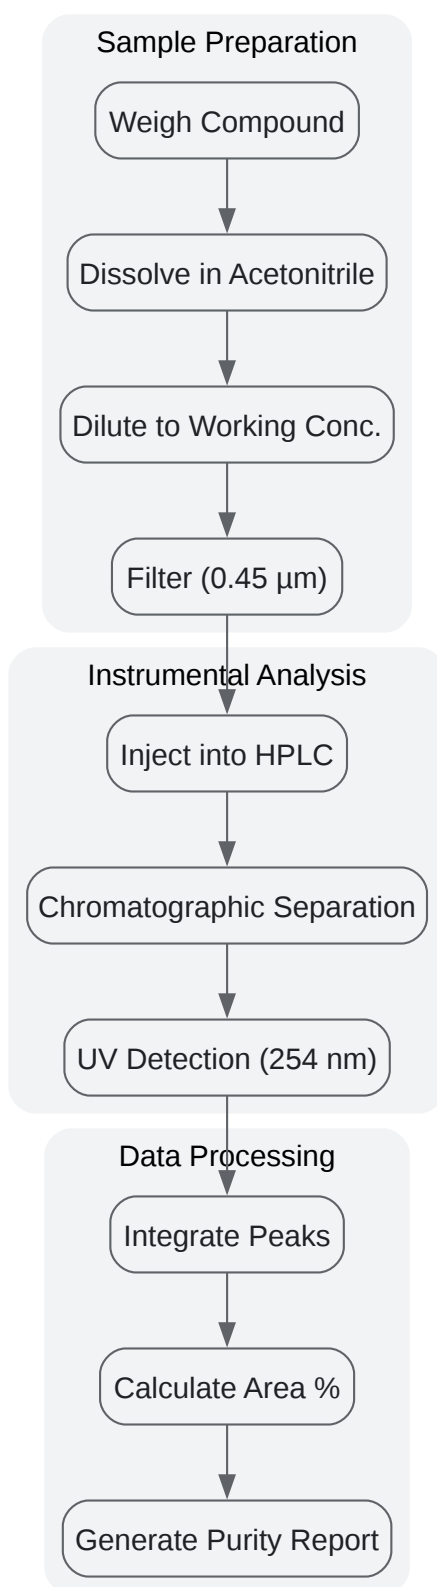 Sample Preparation
Weigh Compound
Dissolve in Acetonitrile
Dilute to Working Conc.
Filter (0.45 µm)
Instrumental Analysis
Inject into HPLC
Chromatographic Separation
UV Detection (254 nm)
Data Processing
Integrate Peaks
Calculate Area %
Generate Purity Report